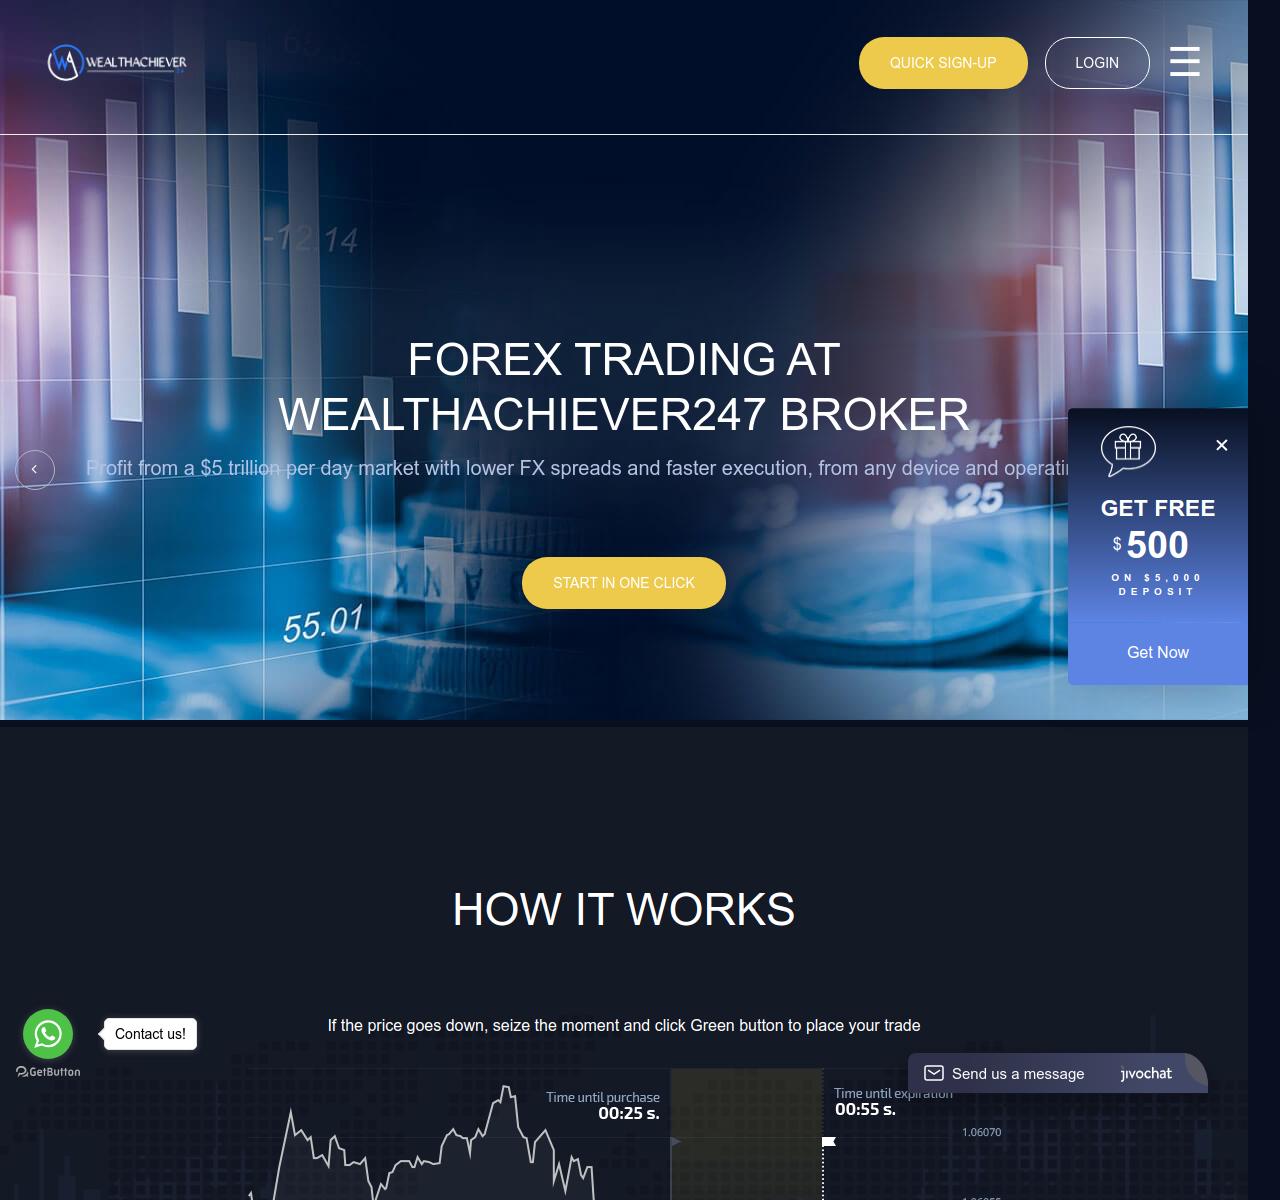 WEALTHACHIEVER
QUICK SIGN-UP
LOGIN
-12.14
FOREX TRADING AT
WEALTHACHIEVER247 BROKER
Profit from a $5 trillion per day market with lower FX spreads and faster execution, from any device and
75.25
START IN ONE CLICK
55.01
GET FREE
$ 500
ON $5,000
DEPOSIT
Get Now
HOW IT WORKS
If the price goes down, seize the moment and click Green button to place your trade
Contact us!
GetButton
Send us a message
jivochat
Time until purchase
00:25 s.
Time until expiration
00:55 s.
1.06070